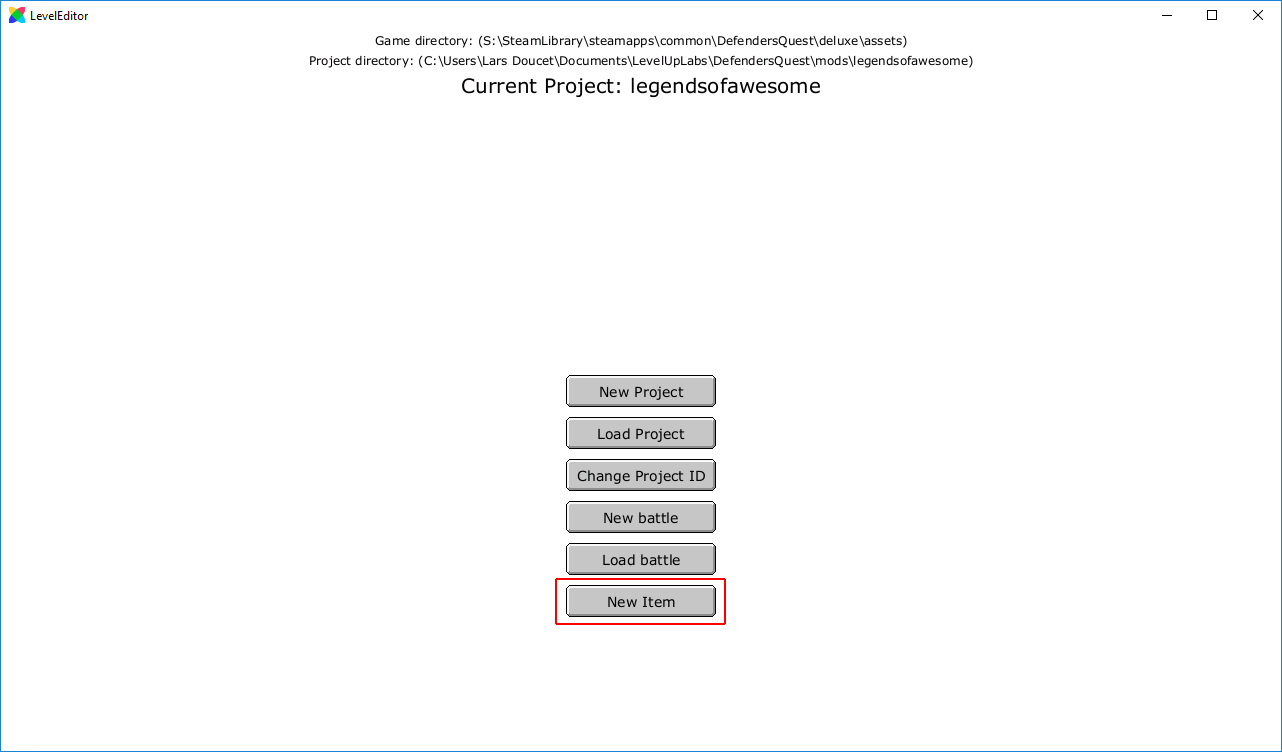 LevelEditor
Game directory: (S:\SteamLibrary\steamapps\common\DefendersQuest\deluxe\assets)
Project directory: (C:\Users\Lars Doucet\Documents\LevelUpLabs\DefendersQuest\mods\legendsofawesome)
Current Project: legendsofawesome
New Project
Load Project
Change Project ID
New battle
Load battle
New Item